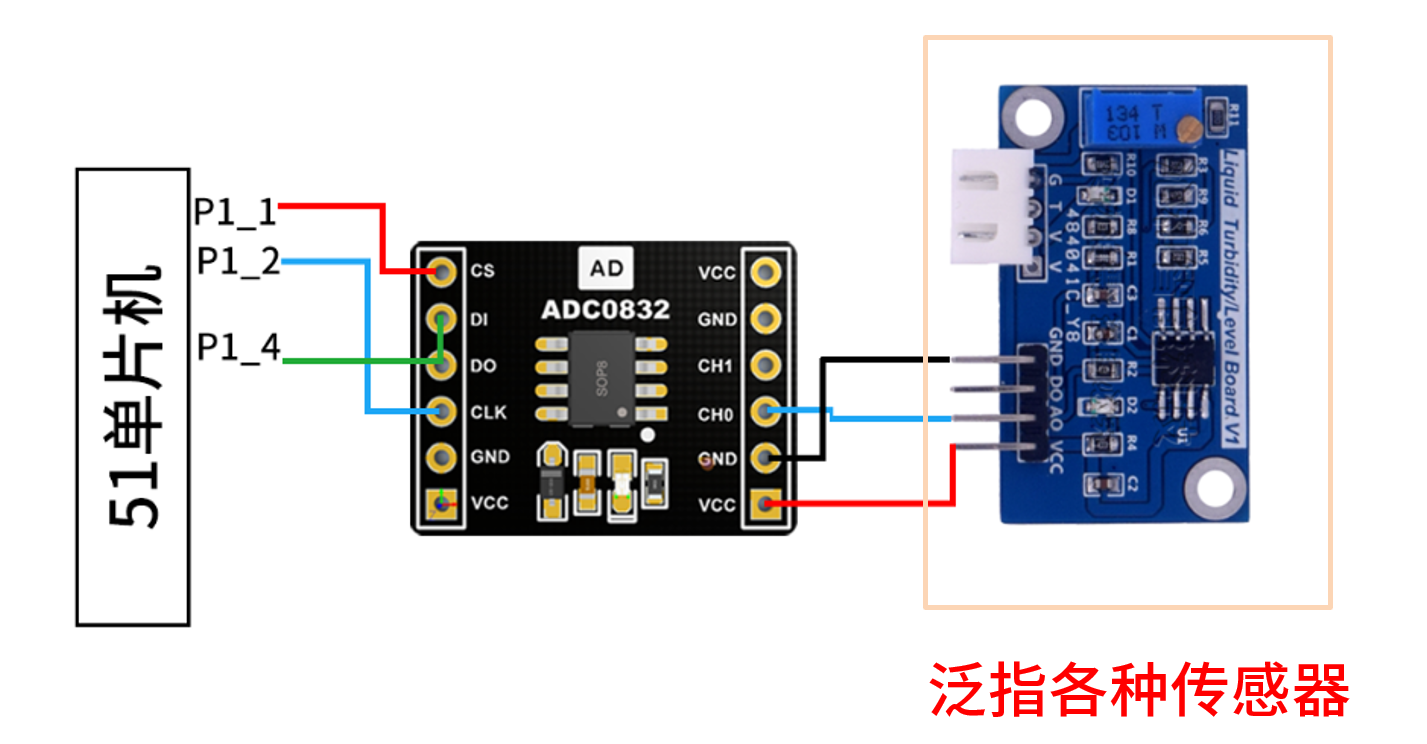 51单片机
P1_1
P1_2
P1_4
AD
ADC0832
SOP8
CS
DI
DO
CLK
GND
VCC
VCC
GND
CH1
CH0
GND
VCC
134 T
103 M
R11
G
T
V
V
R10
D1
R8
R1
C3
C1
R2
D2
R4
C2
R3
R9
R6
R5
U1
484041C_Y8
GND
DO
AO
VCC
Liquid Turbidity/Level Board.V1
泛指各种传感器